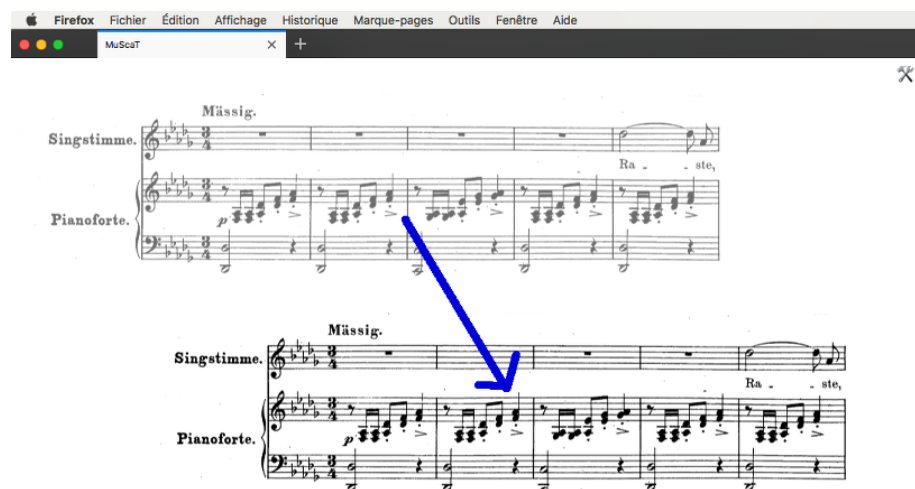 Firefox Fichier Édition Affichage Historique Marque-pages Outils Fenêtre Aide
MuScaT
Mässig.
Singstimme.
Ra - - ste,
Pianoforte.
p
Mässig.
Singstimme.
Ra - - ste,
Pianoforte.
p